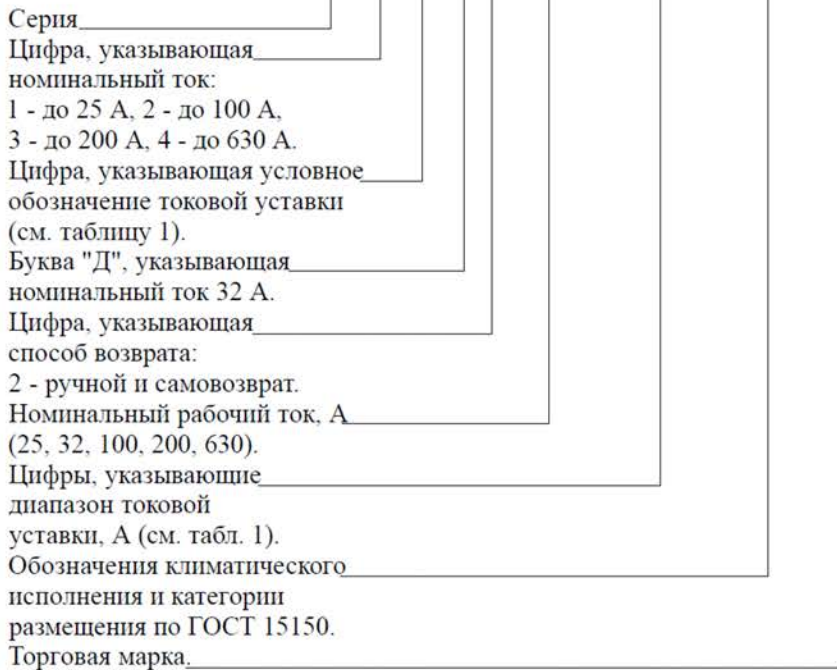 Серия
Цифра, указывающая
номинальный ток:
1 - до 25 А, 2 - до 100 А,
3 - до 200 А, 4 - до 630 А.
Цифра, указывающая условное
обозначение токовой уставки
(см. таблицу 1).
Буква "Д", указывающая
номинальный ток 32 А.
Цифра, указывающая
способ возврата:
2 - ручной и самовозврат.
Номинальный рабочий ток, А
(25, 32, 100, 200, 630).
Цифры, указывающие
диапазон токовой
уставки, А (см. табл. 1).
Обозначения климатического
исполнения и категории
размещения по ГОСТ 15150.
Торговая марка.